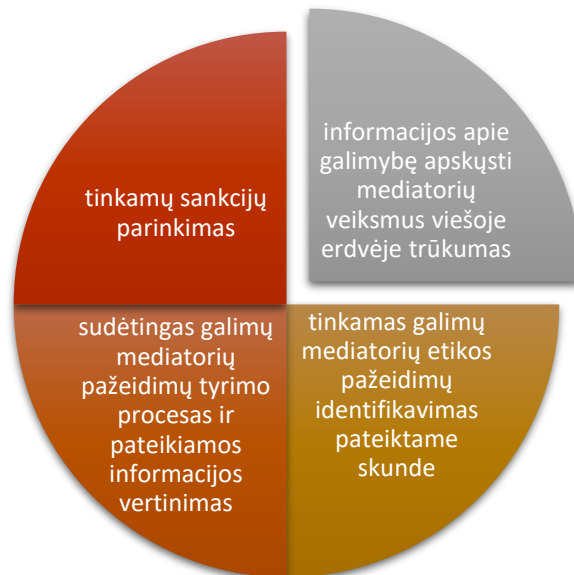 informacijos apie
galimybę apskųsti
mediatorių
veiksmus viešoje
erdvėje trūkumas
tinkamas galimų
mediatorių etikos
pažeidimų
identifikavimas
pateiktame
skunde
sudėtingas galimų
mediatorių
pažeidimų tyrimo
procesas ir
pateikiamos
informacijos
vertinimas
tinkamų sankcijų
parinkimas